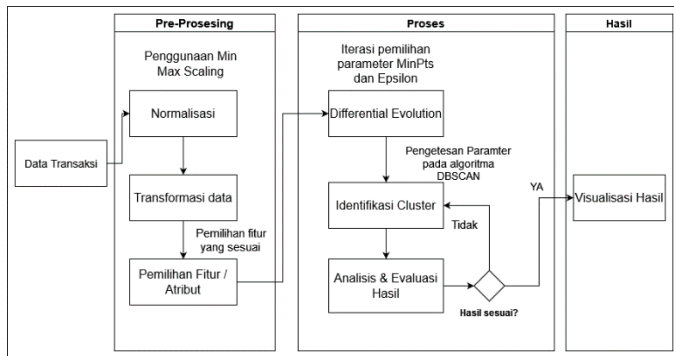 Pre-Prosesing
Proses
Hasil
Penggunaan Min
Max Scaling
Normalisasi
Data Transaksi
Transformasi data
Pemilihan fitur
yang sesuai
Pemilihan Fitur /
Atribut
Iterasi pemilihan
parameter MinPts
dan Epsilon
Differential Evolution
Pengetesan Paramter
pada algoritma
DBSCAN
Identifikasi Cluster
Tidak
Analisis & Evaluasi
Hasil
Hasil sesuai?
YA
Visualisasi Hasil